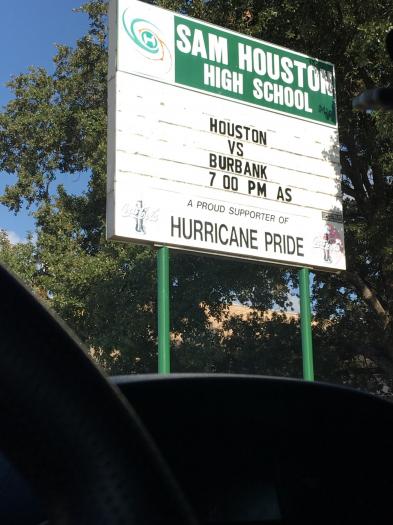 SAM HOUSTON
HIGH SCHOOL
HOUSTON
VS
BURBANK
7 00 PM AS
A PROUD SUPPORTER OF
HURRICANE PRIDE